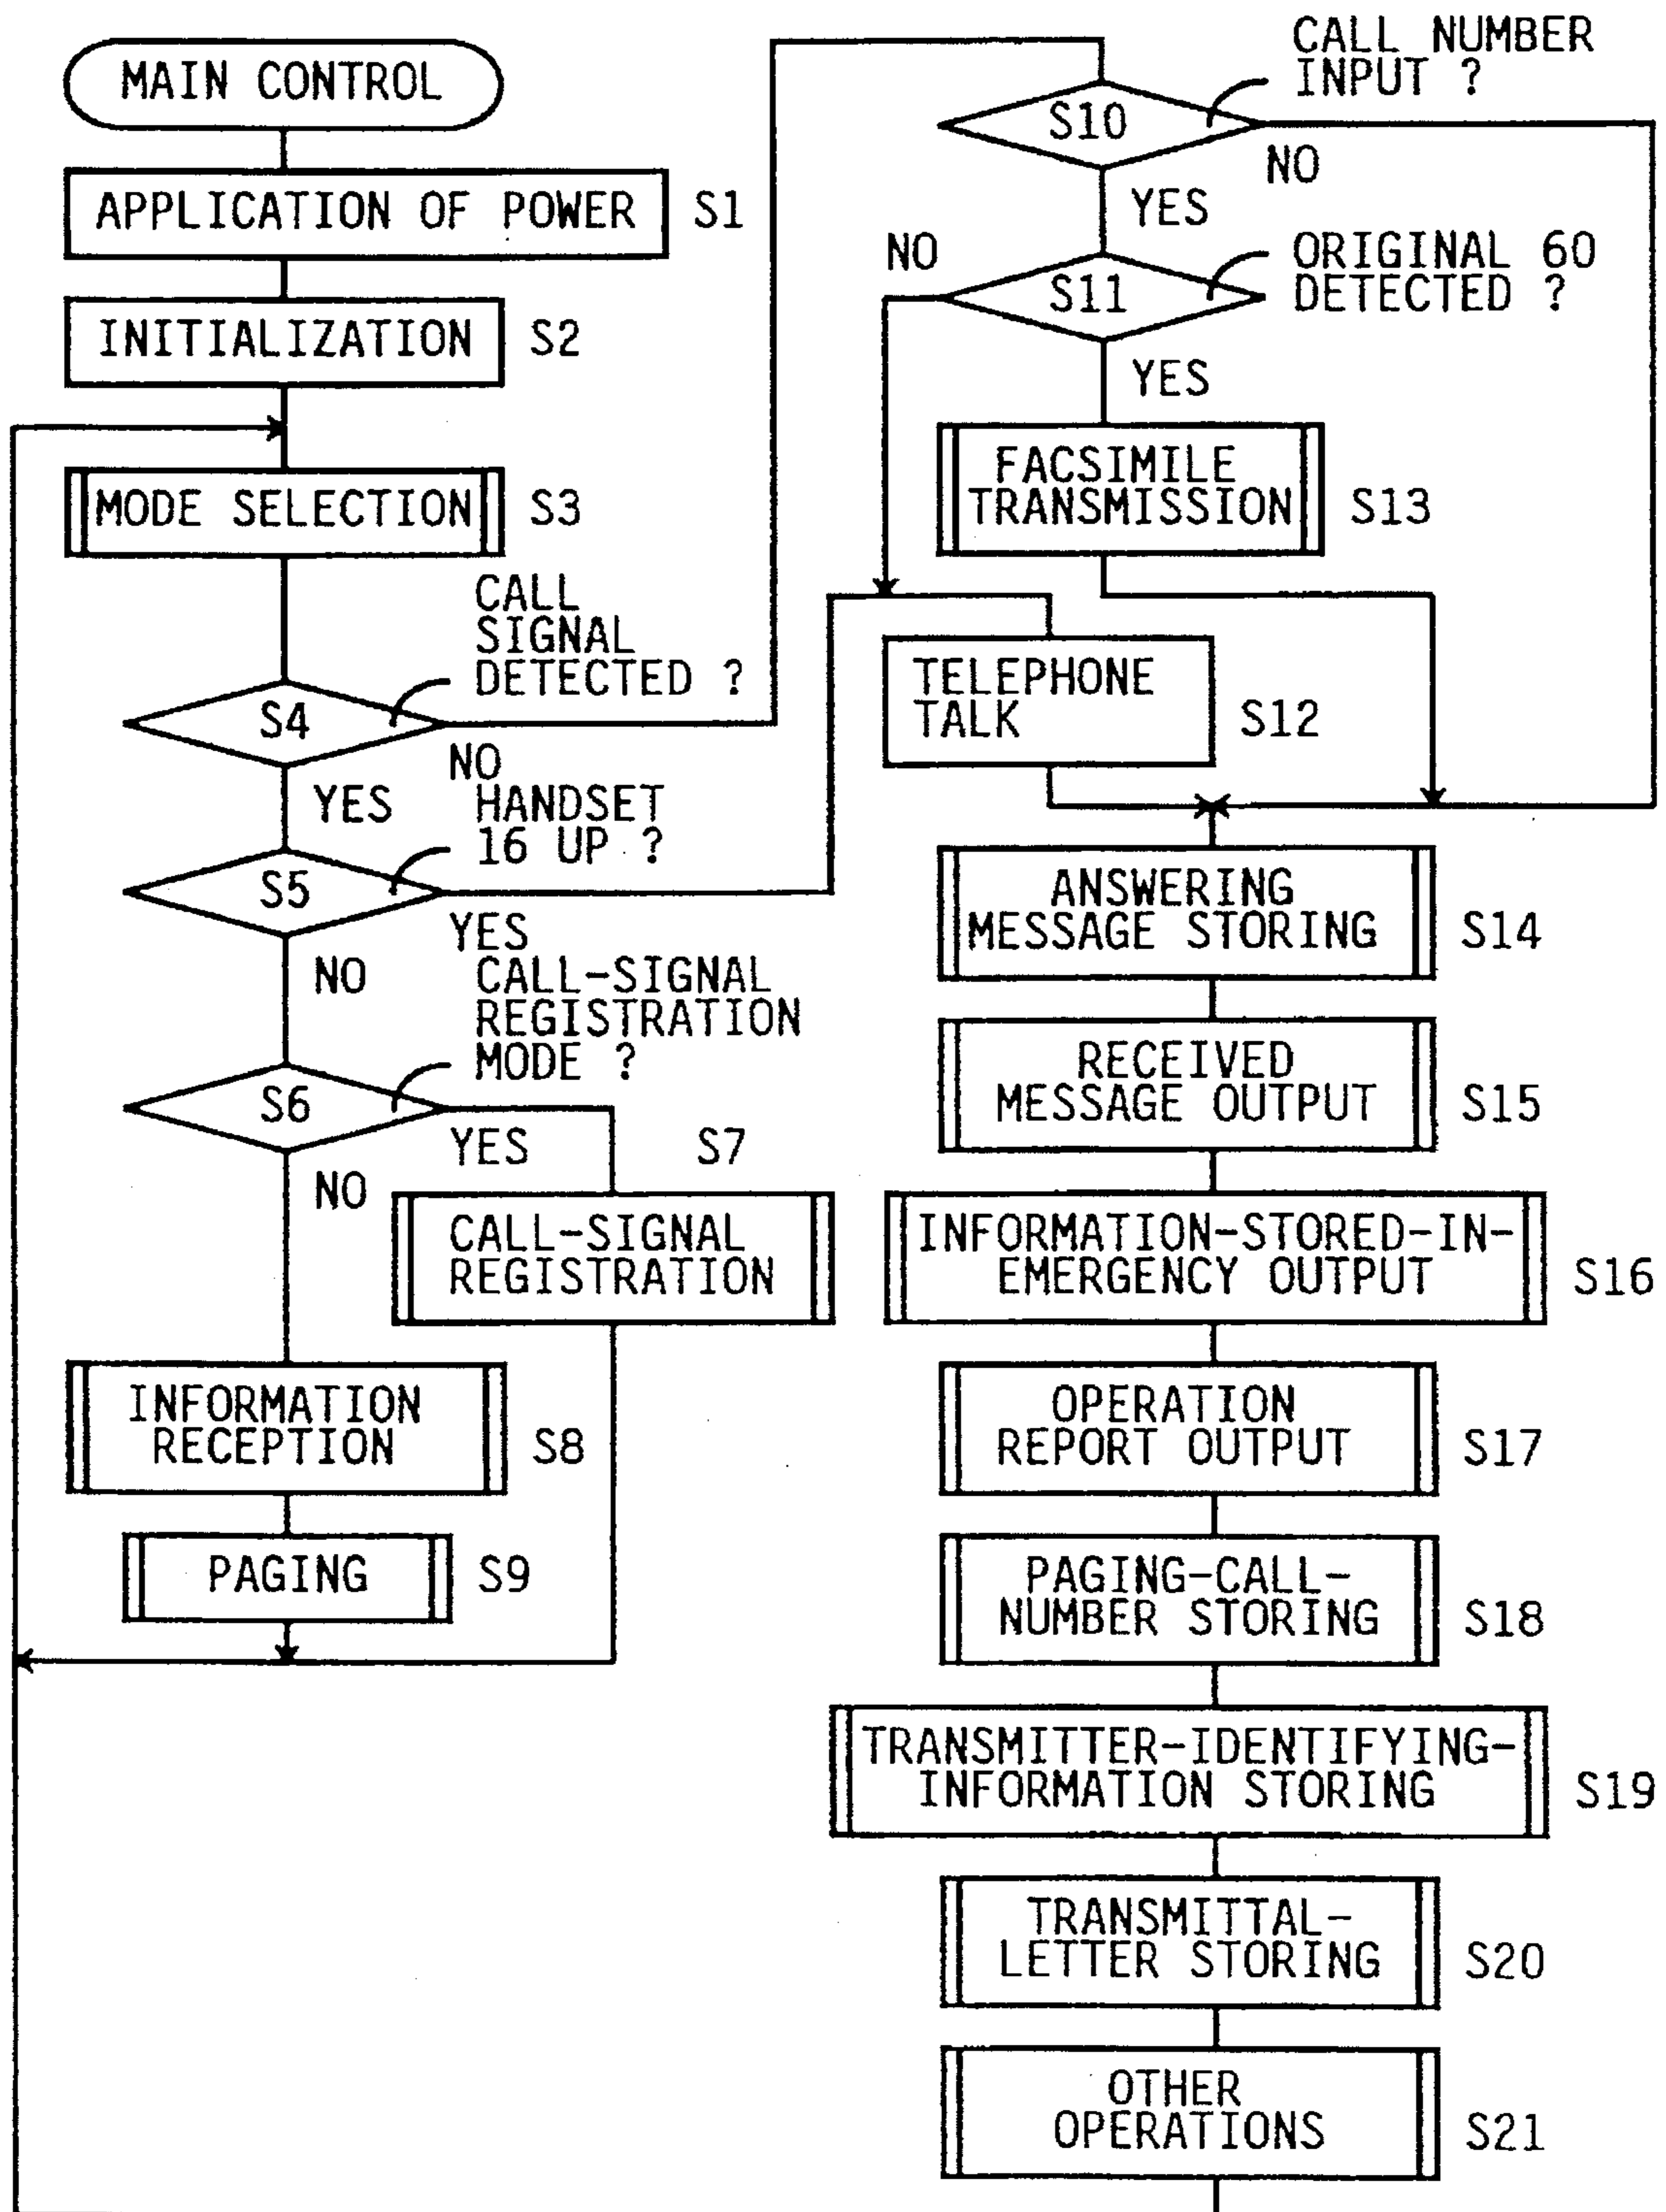 MAIN CONTROL
APPLICATION OF POWER
S1
INITIALIZATION
S2
MODE SELECTION
S3
CALL
SIGNAL
DETECTED ?
S4
NO
YES
HANDSET
16 UP ?
S5
YES
NO
CALL-SIGNAL
REGISTRATION
MODE ?
S6
YES
NO
S7
CALL-SIGNAL
REGISTRATION
INFORMATION
RECEPTION
S8
PAGING
S9
CALL NUMBER
INPUT ?
S10
NO
YES
ORIGINAL 60
DETECTED ?
NO
S11
YES
FACSIMILE
TRANSMISSION
S13
TELEPHONE
TALK
S12
ANSWERING
MESSAGE STORING
S14
RECEIVED
MESSAGE OUTPUT
S15
INFORMATION-STORED-IN-
EMERGENCY OUTPUT
S16
OPERATION
REPORT OUTPUT
S17
PAGING-CALL-
NUMBER STORING
S18
TRANSMITTER-IDENTIFYING-
INFORMATION STORING
S19
TRANSMITTAL-
LETTER STORING
S20
OTHER
OPERATIONS
S21